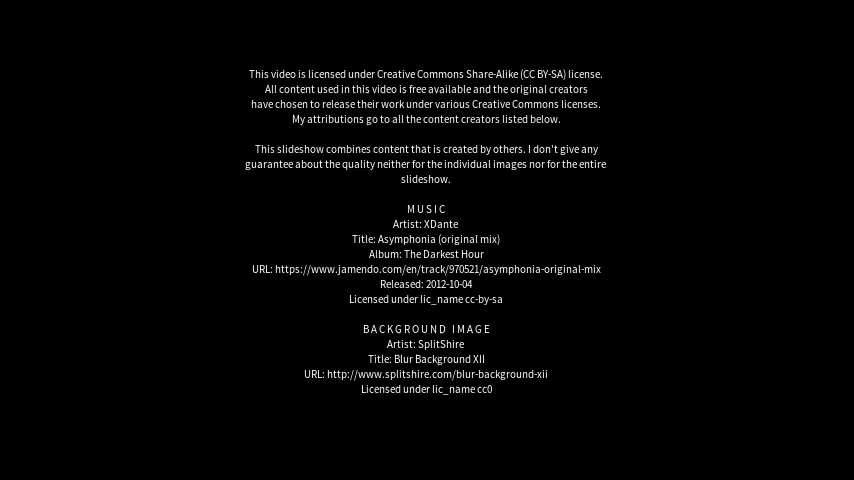 This video is licensed under Creative Commons Share-Alike (CC BY-SA) license.
All content used in this video is free available and the original creators
have chosen to release their work under various Creative Commons licenses.
My attributions go to all the content creators listed below.
This slideshow combines content that is created by others. I don't give any
guarantee about the quality neither for the individual images nor for the entire
slideshow.
MUSIC
Artist: XDante
Title: Asymphonia (original mix)
Album: The Darkest Hour
URL: https://www.jamendo.com/en/track/970521/asymphonia-original-mix
Released: 2012-10-04
Licensed under lic_name cc-by-sa
BACKGROUND IMAGE
Artist: SplitShire
Title: Blur Background XII
URL: http://www.splitshire.com/blur-background-xii
Licensed under lic_name cc0